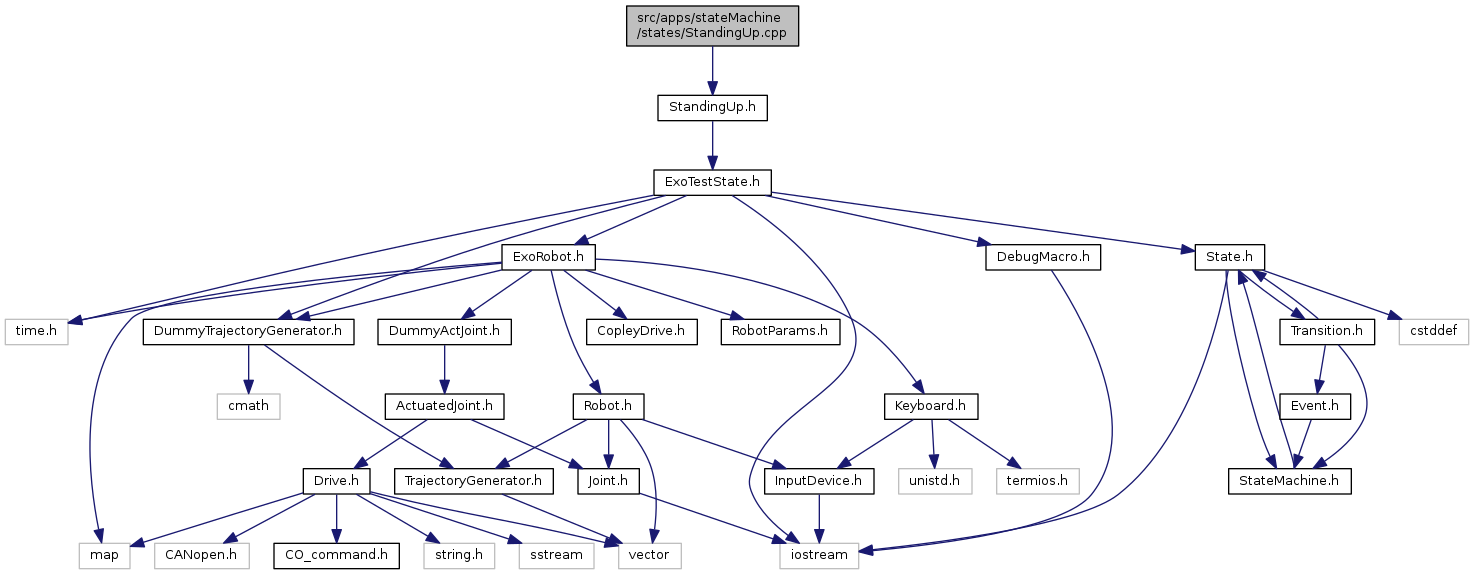 src/apps/stateMachine
/states/StandingUp.cpp
StandingUp.h
ExoTestState.h
ExoRobot.h
DebugMacro.h
State.h
time.h
DummyTrajectoryGenerator.h
DummyActJoint.h
CopleyDrive.h
RobotParams.h
Transition.h
cstddef
cmath
ActuatedJoint.h
Robot.h
Keyboard.h
Event.h
Drive.h
TrajectoryGenerator.h
Joint.h
InputDevice.h
unistd.h
termios.h
StateMachine.h
map
CANopen.h
CO_command.h
string.h
sstream
vector
iostream